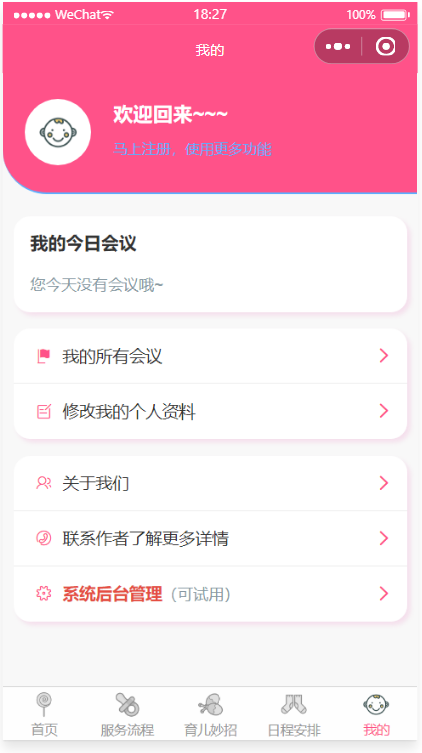 WeChat 18:27 100%
我的
欢迎回来~~~
马上注册，使用更多功能
我的今日会议
您今天没有会议哦~
我的所有会议
修改我的个人资料
关于我们
联系作者了解更多详情
系统后台管理（可试用）
首页 服务流程 育儿妙招 日程安排 我的